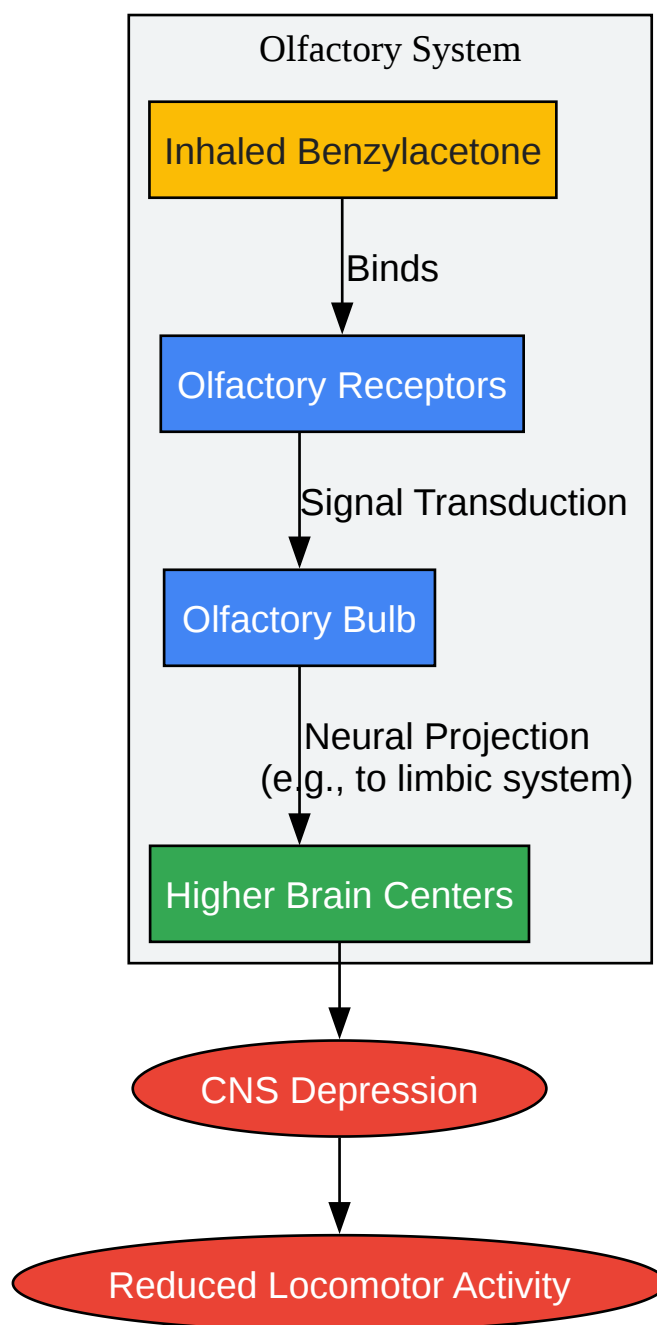 Olfactory System
Inhaled Benzylacetone
Binds
Olfactory Receptors
Signal Transduction
Olfactory Bulb
Neural Projection
(e.g., to limbic system)
Higher Brain Centers
CNS Depression
Reduced Locomotor Activity